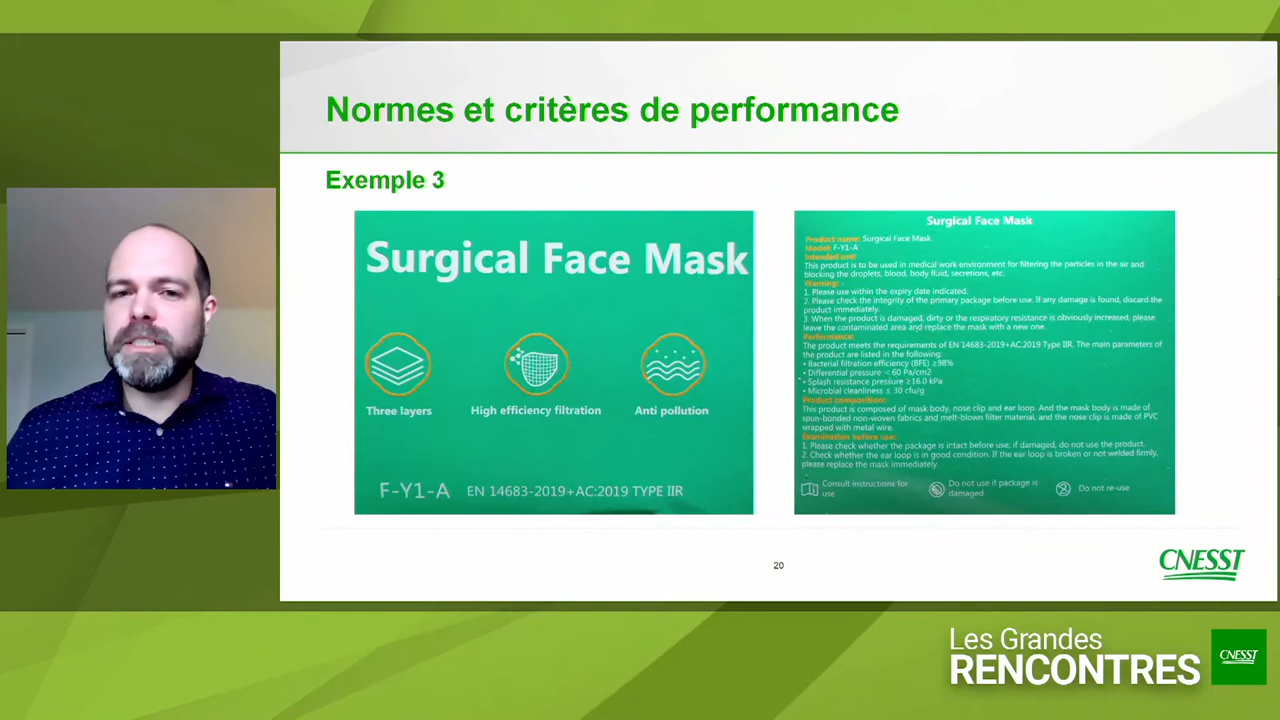 Normes et critères de performance
Exemple 3
Surgical Face Mask
Three layers
High efficiency filtration
Anti pollution
F-Y1-A EN 14683-2019+AC:2019 TYPE IIR
Surgical Face Mask
Product name: Surgical Face Mask
Model: F-Y1-A
Intended use:
This product is to be used in medical work environment for filtering the particles in the air and
blocking the droplets, blood, body fluid, secretions, etc.
Warning:
1. Please use within the expiry date indicated.
2. Please check the integrity of the primary package before use. If any damage is found, discard the
product immediately.
3. When the product is damaged, dirty or the respiratory resistance is obviously increased, please
leave the contaminated area and replace the mask with a new one.
Performance:
The product meets the requirements of EN 14683-2019+AC:2019 Type IIR. The main parameters of
the product are listed in the following:
• Bacterial filtration efficiency (BFE) ≥98%
• Differential pressure < 60 Pa/cm2
• Splash resistance pressure ≥16.0 kPa
• Microbial cleanliness ≤ 30 cfu/g
Product composition:
This product is composed of mask body, nose clip and ear loop. And the mask body is made of
spun-bonded non-woven fabrics and melt-blown filter material, and the nose clip is made of PVC
wrapped with metal wire.
Examination before use:
1. Please check whether the package is intact before use, if damaged, do not use the product.
2. Check whether the ear loop is in good condition. If the ear loop is broken or not welded firmly,
please replace the mask immediately.
Consult instructions for
use
Do not use if package is
damaged
Do not re-use
20
CNESST
Les Grandes
RENCONTRES
CNESST